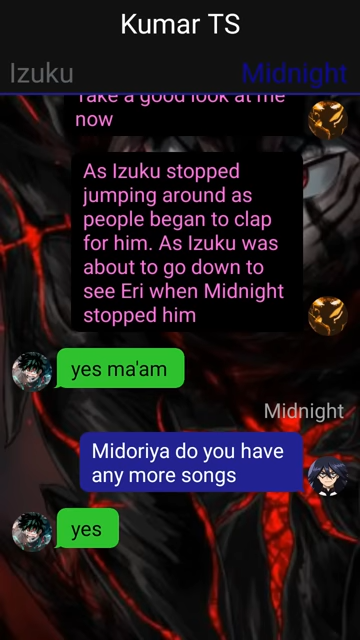 Kumar TS
Izuku
Midnight
Take a good look at me
now
As Izuku stopped
jumping around as
people began to clap
for him. As Izuku was
about to go down to
see Eri when Midnight
stopped him
yes ma'am
Midnight
Midoriya do you have
any more songs
yes